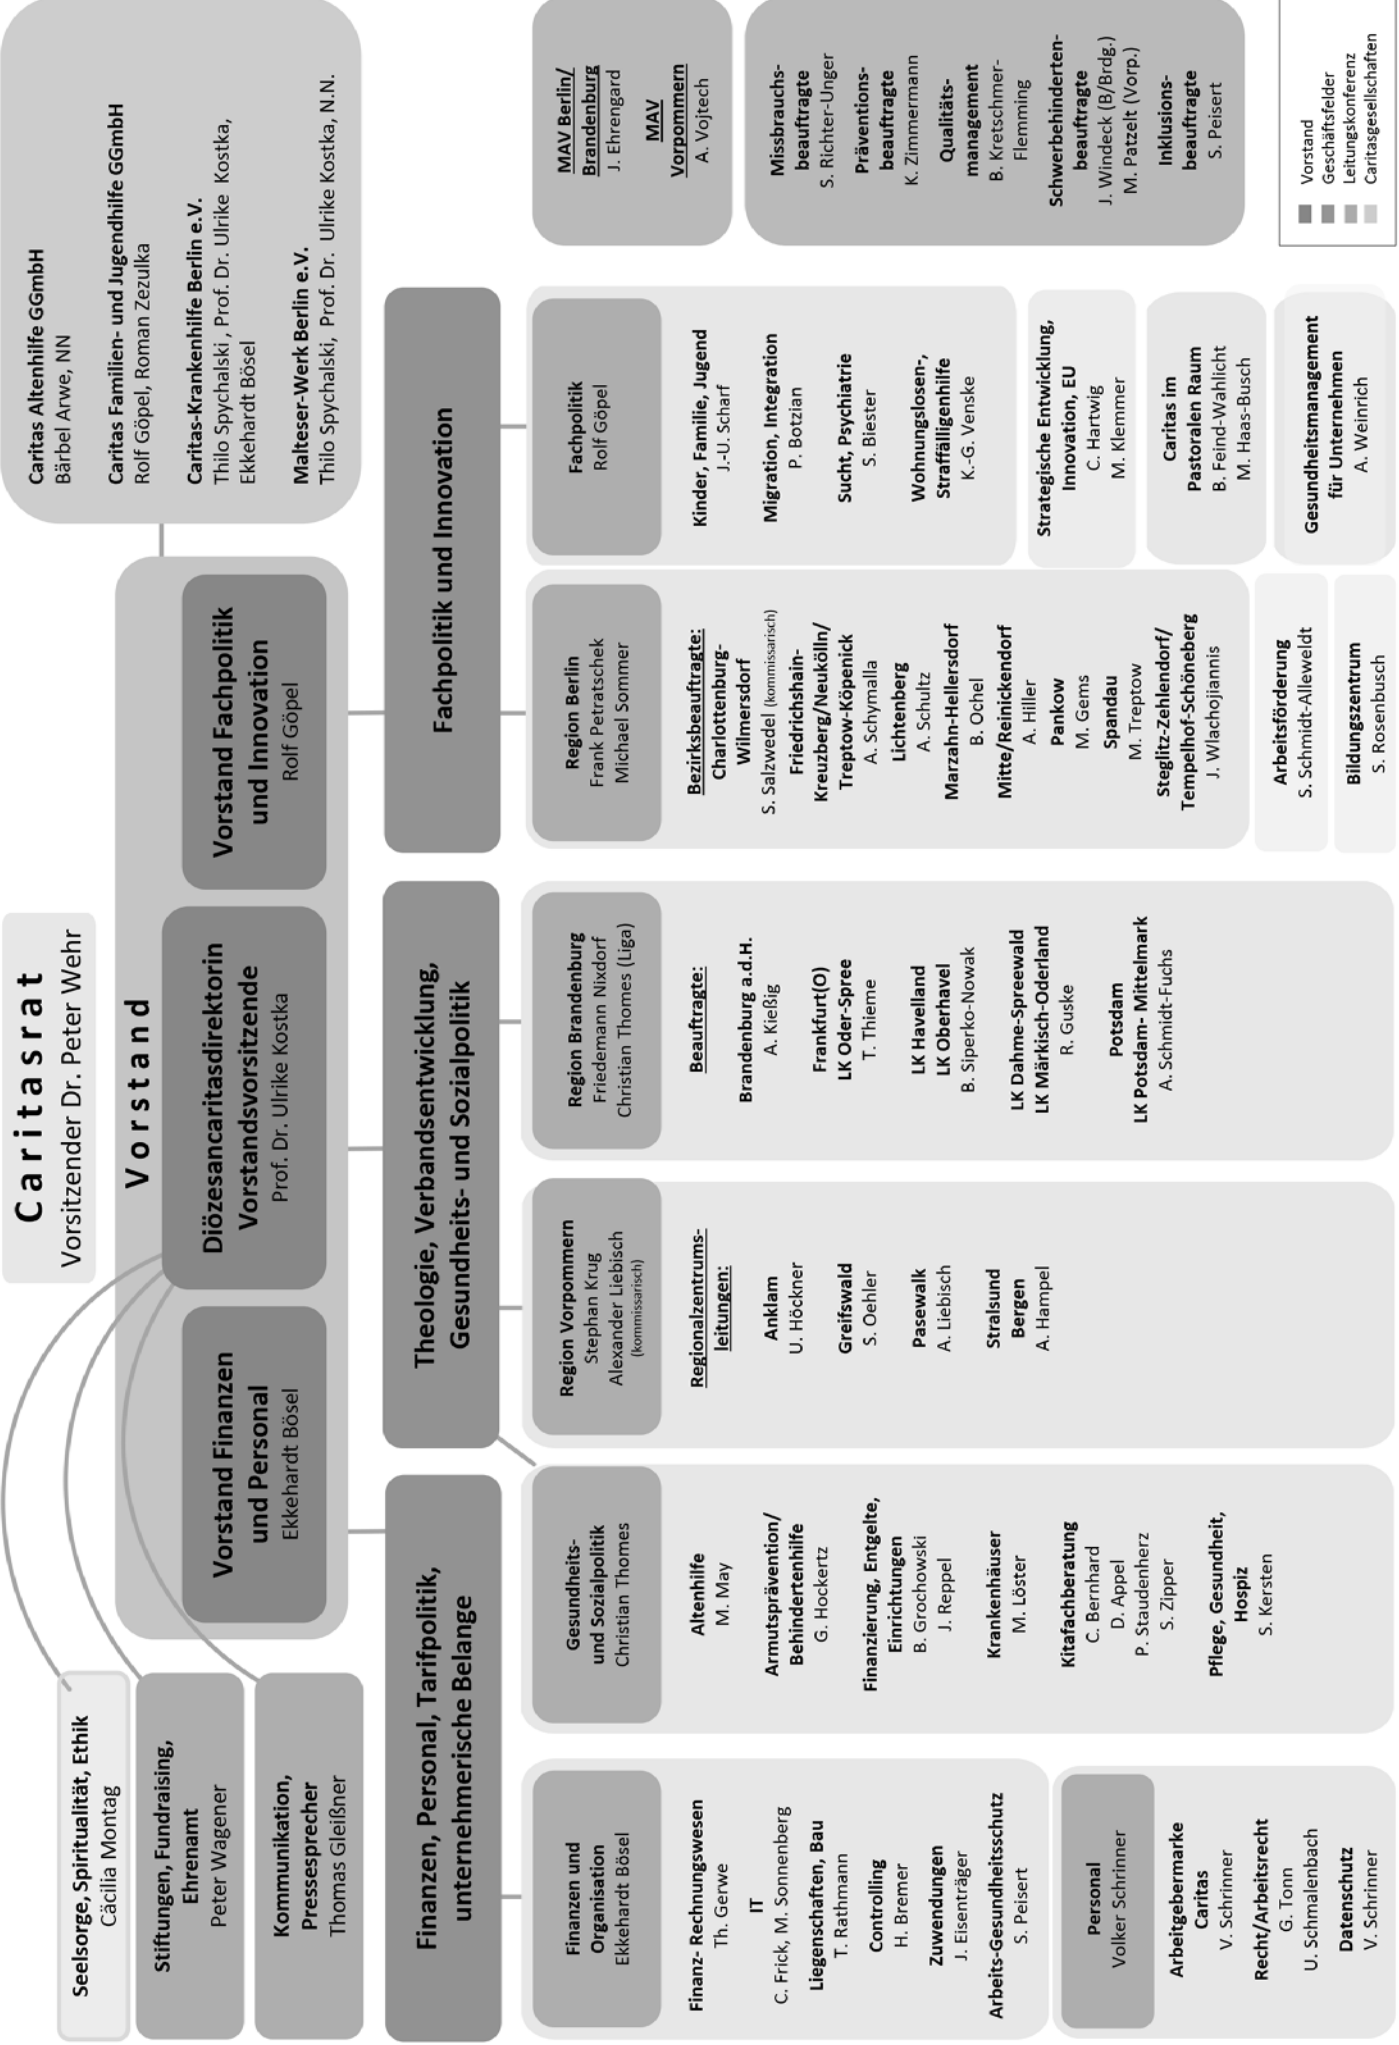 Caritasrat
Vorsitzender Dr. Peter Wehr
Vorstand
Vorstand Finanzen
und Personal
Ekkehardt Bösel
Diözesancaritasdirektorin
Vorstandsvorsitzende
Prof. Dr. Ulrike Kostka
Vorstand Fachpolitik
und Innovation
Rolf Göpel
Seelsorge, Spiritualität, Ethik
Cäcilia Montag
Stiftungen, Fundraising,
Ehrenamt
Peter Wagener
Kommunikation,
Pressesprecher
Thomas Gleißner
Caritas Altenhilfe GGmbH
Bärbel Arwe, NN
Caritas Familien- und Jugendhilfe GGmbH
Rolf Göpel, Roman Zezulka
Caritas-Krankenhilfe Berlin e.V.
Thilo Spychalski , Prof. Dr. Ulrike Kostka,
Ekkehardt Bösel
Malteser-Werk Berlin e.V.
Thilo Spychalski, Prof. Dr. Ulrike Kostka, N.N.
Finanzen, Personal, Tarifpolitik,
unternehmerische Belange
Theologie, Verbandsentwicklung,
Gesundheits- und Sozialpolitik
Fachpolitik und Innovation
Finanzen und
Organisation
Ekkehardt Bösel
Finanz- Rechnungswesen
Th. Gerwe
IT
C. Frick, M. Sonnenberg
Liegenschaften, Bau
T. Rathmann
Controlling
H. Bremer
Zuwendungen
J. Eisenträger
Arbeits-Gesundheitsschutz
S. Peisert
Personal
Volker Schrinner
Arbeitgebermarke
Caritas
V. Schrinner
Recht/Arbeitsrecht
G. Tonn
U. Schmalenbach
Datenschutz
V. Schrinner
Gesundheits-
und Sozialpolitik
Christian Thomes
Altenhilfe
M. May
Armutsprävention/
Behindertenhilfe
G. Hockertz
Finanzierung, Entgelte,
Einrichtungen
B. Grochowski
J. Reppel
Krankenhäuser
M. Löster
Kitafachberatung
C. Bernhard
D. Appel
P. Staudenherz
S. Zipper
Pflege, Gesundheit,
Hospiz
S. Kersten
Region Vorpommern
Stephan Krug
Alexander Liebisch
(kommissarisch)
Regionalzentrums-
leitungen:
Anklam
U. Höckner
Greifswald
S. Oehler
Pasewalk
A. Liebisch
Stralsund
Bergen
A. Hampel
Region Brandenburg
Friedemann Nixdorf
Christian Thomes (Liga)
Beauftragte:
Brandenburg a.d.H.
A. Kießig
Frankfurt(O)
LK Oder-Spree
T. Thieme
LK Havelland
LK Oberhavel
B. Siperko-Nowak
LK Dahme-Spreewald
LK Märkisch-Oderland
R. Guske
Potsdam
LK Potsdam- Mittelmark
A. Schmidt-Fuchs
Region Berlin
Frank Petratschek
Michael Sommer
Bezirksbeauftragte:
Charlottenburg-
Wilmersdorf
S. Salzwedel (kommissarisch)
Friedrichshain-
Kreuzberg/Neukölln/
Treptow-Köpenick
A. Schymalla
Lichtenberg
A. Schultz
Marzahn-Hellersdorf
B. Ochel
Mitte/Reinickendorf
A. Hiller
Pankow
M. Gems
Spandau
M. Treptow
Steglitz-Zehlendorf/
Tempelhof-Schöneberg
J. Wlachojiannis
Arbeitsförderung
S. Schmidt-Alleweldt
Bildungszentrum
S. Rosenbusch
Fachpolitik
Rolf Göpel
Kinder, Familie, Jugend
J.-U. Scharf
Migration, Integration
P. Botzian
Sucht, Psychiatrie
S. Biester
Wohnungslosen-,
Straffälligenhilfe
K.-G. Venske
Strategische Entwicklung,
Innovation, EU
C. Hartwig
M. Klemmer
Caritas im
Pastoralen Raum
B. Feind-Wahlicht
M. Haas-Busch
Gesundheitsmanagement
für Unternehmen
A. Weinrich
MAV Berlin/
Brandenburg
J. Ehrengard
MAV
Vorpommern
A. Vojtech
Missbrauchs-
beauftragte
S. Richter-Unger
Präventions-
beauftragte
K. Zimmermann
Qualitäts-
management
B. Kretschmer-
Flemming
Schwerbehinderten-
beauftragte
J. Windeck (B/Brdg.)
M. Patzelt (Vorp.)
Inklusions-
beauftragte
S. Peisert
Vorstand
Geschäftsfelder
Leitungskonferenz
Caritasgesellschaften